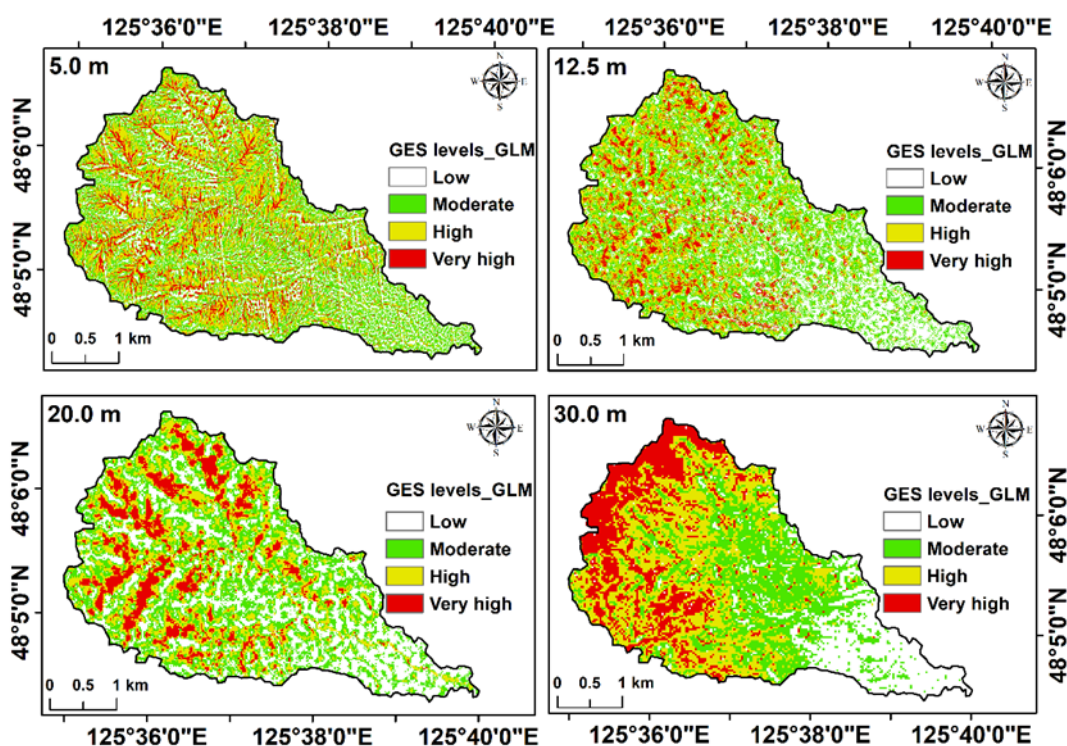 125°36'0"E 125°38'0"E 125°40'0"E 125°36'0"E 125°38'0"E 125°40'0"E
5.0 m
N
W E
S
GES levels_GLM
Low
Moderate
High
Very high
48°6'0"N
48°5'0"N
0 0.5 1 km
12.5 m
N
W E
S
GES levels_GLM
Low
Moderate
High
Very high
48°6'0"N
48°5'0"N
0 0.5 1 km
20.0 m
N
W E
S
GES levels_GLM
Low
Moderate
High
Very high
48°6'0"N
48°5'0"N
0 0.5 1 km
30.0 m
N
W E
S
GES levels_GLM
Low
Moderate
High
Very high
48°6'0"N
48°5'0"N
0 0.5 1 km
125°36'0"E 125°38'0"E 125°40'0"E 125°36'0"E 125°38'0"E 125°40'0"E